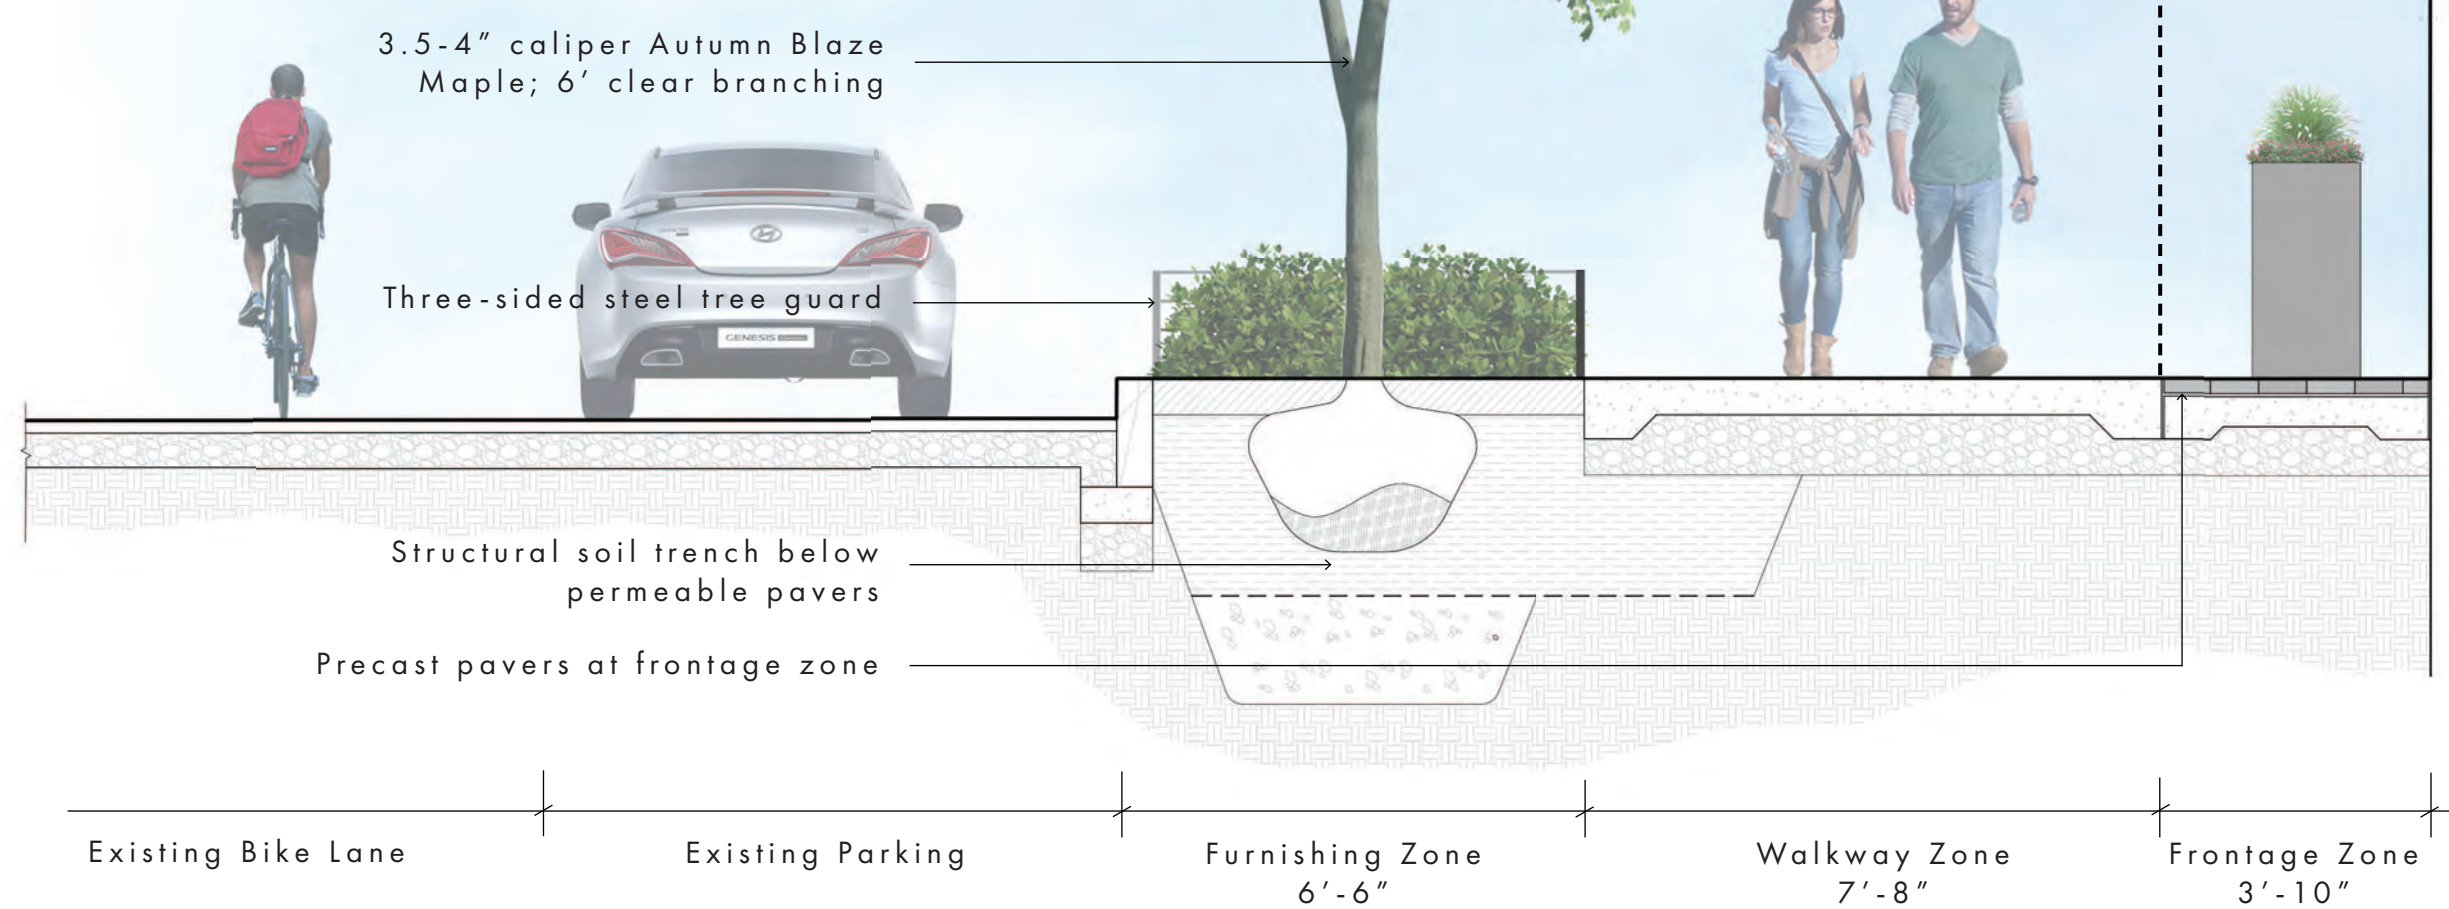 3.5-4” caliper Autumn Blaze
Maple; 6’ clear branching
Three-sided steel tree guard
GENESIS
Structural soil trench below
permeable pavers
Precast pavers at frontage zone
Existing Bike Lane
Existing Parking
Furnishing Zone
6’-6”
Walkway Zone
7’-8”
Frontage Zone
3’-10”